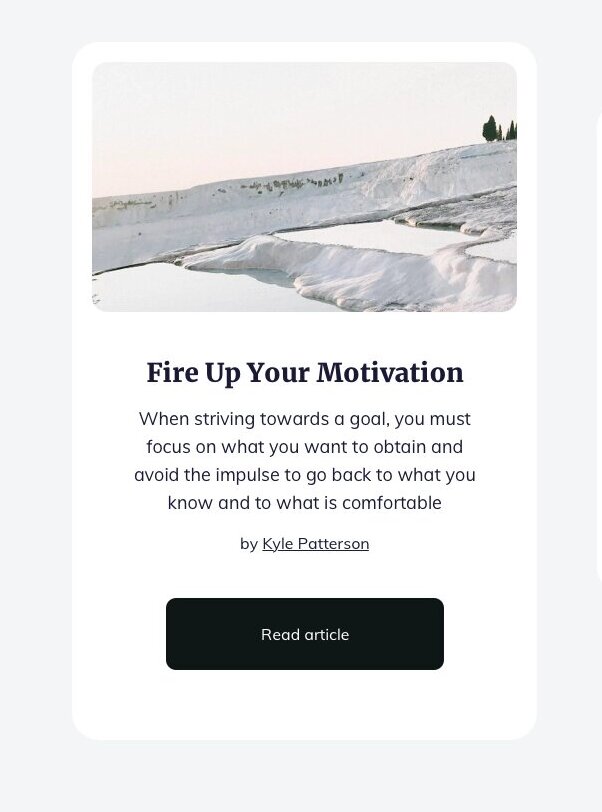 Fire Up Your Motivation
When striving towards a goal, you must
focus on what you want to obtain and
avoid the impulse to go back to what you
know and to what is comfortable
by Kyle Patterson
Read article